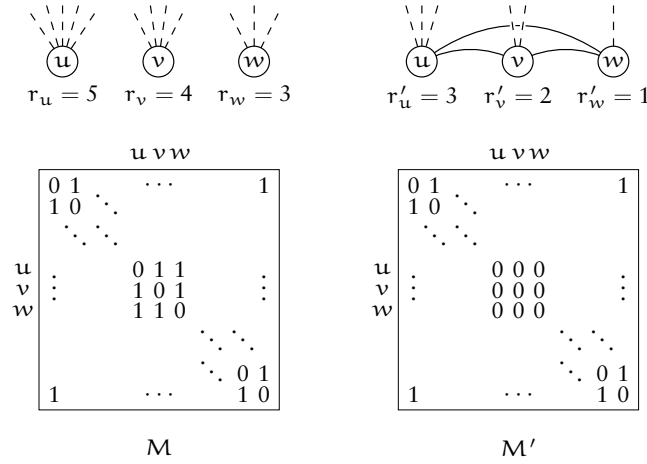 u v w u v w
r_u = 5 r_v = 4 r_w = 3 r'_u = 3 r'_v = 2 r'_w = 1
u v w u v w
0 1 ⋯ 1 0 1 ⋯ 1
1 0 ⋱ 1 0 ⋱
⋱ ⋱ ⋱ ⋱
u 0 1 1 u 0 0 0
v ⋮ 1 0 1 ⋮ v ⋮ 0 0 0 ⋮
w 1 1 0 w 0 0 0
⋱ ⋱ ⋱ ⋱
⋱ 0 1 ⋱ 0 1
1 ⋯ 1 0 1 ⋯ 1 0
M M'